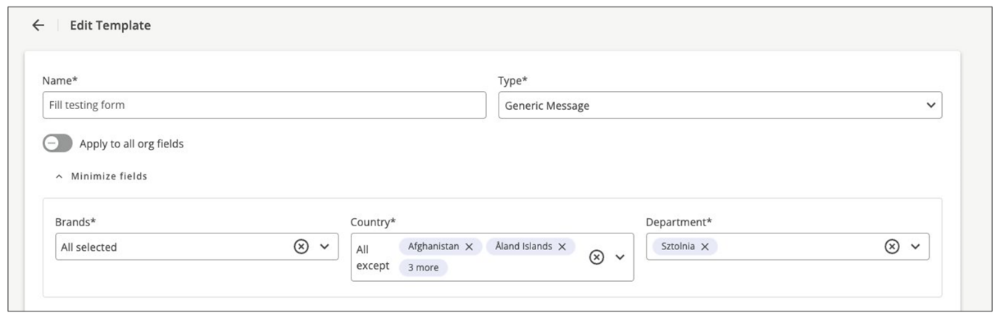 Edit Template
Name*
Type*
Fill testing form
Generic Message
Apply to all org fields
Minimize fields
Brands*
Country*
Department*
All selected
All except
Afghanistan
Åland Islands
3 more
Sztolnia